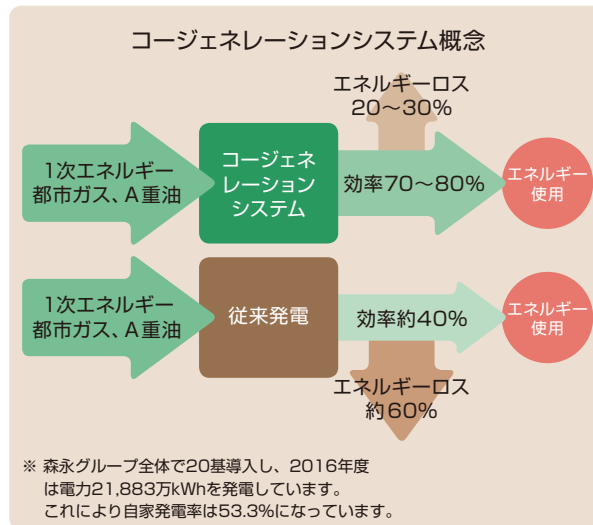 コージェネレーションシステム概念
エネルギーロス
20〜30%
1次エネルギー
都市ガス、A重油
コージェネ
レーション
システム
効率70〜80%
エネルギー
使用
1次エネルギー
都市ガス、A重油
従来発電
効率約40%
エネルギー
使用
エネルギーロス
約60%
※ 森永グループ全体で20基導入し、2016年度
は電力21,883万kWhを発電しています。
これにより自家発電率は53.3%になっています。